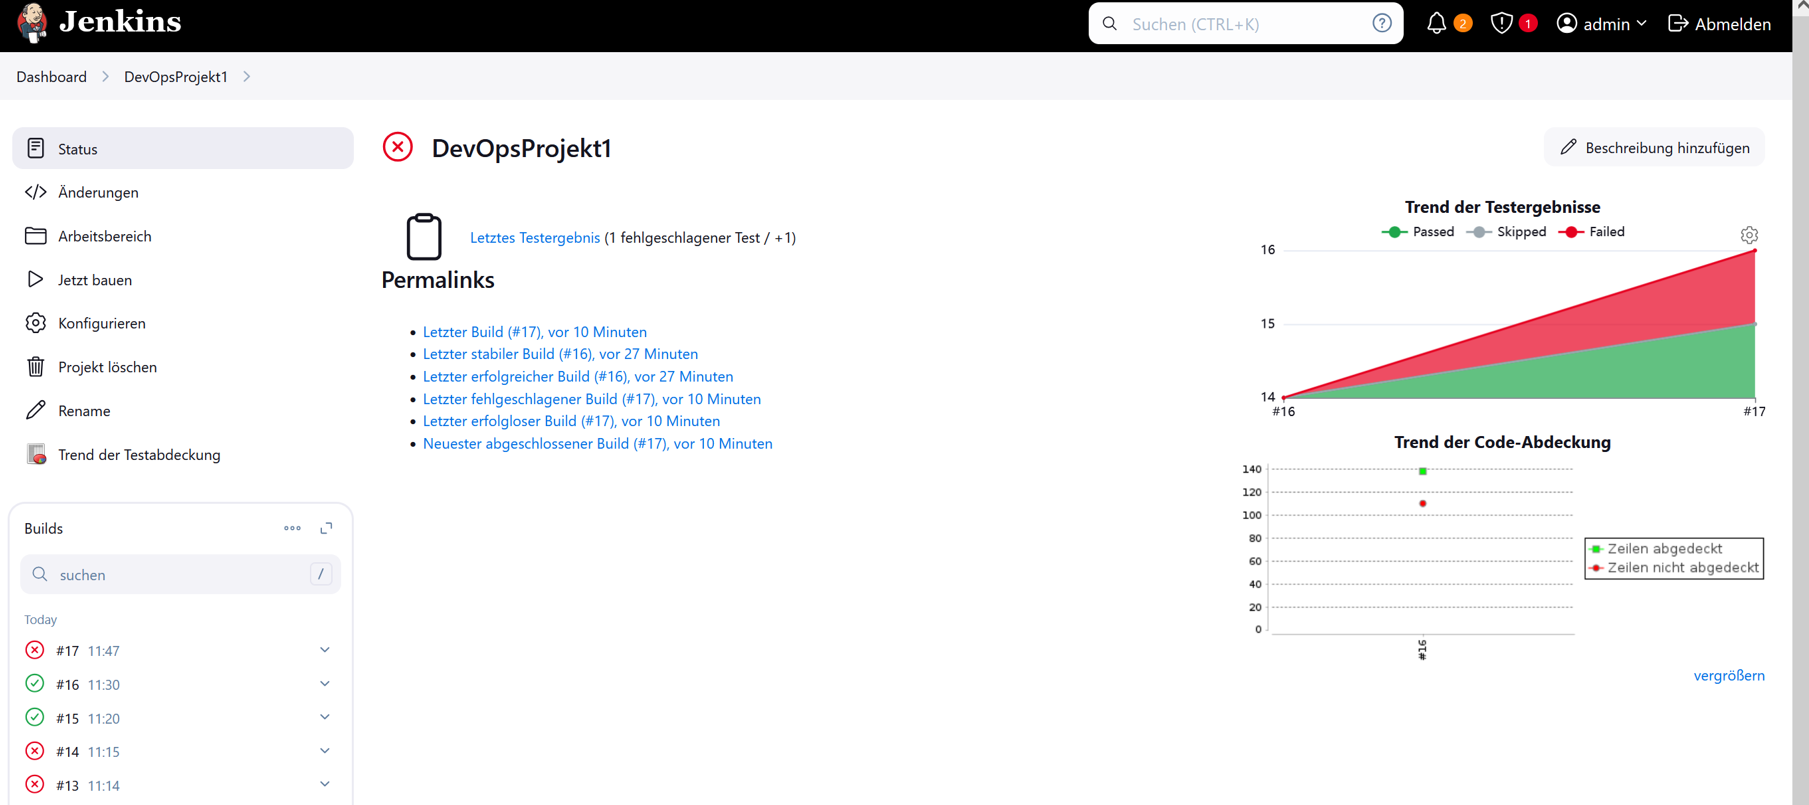 Jenkins
Suchen (CTRL+K)
?
2
1
admin
Abmelden
Dashboard
DevOpsProjekt1
Status
Änderungen
Arbeitsbereich
Jetzt bauen
Konfigurieren
Projekt löschen
Rename
Trend der Testabdeckung
Builds
suchen
/
Today
#17 11:47
#16 11:30
#15 11:20
#14 11:15
#13 11:14
DevOpsProjekt1
Beschreibung hinzufügen
Letztes Testergebnis (1 fehlgeschlagener Test / +1)
Permalinks
Letzter Build (#17), vor 10 Minuten
Letzter stabiler Build (#16), vor 27 Minuten
Letzter erfolgreicher Build (#16), vor 27 Minuten
Letzter fehlgeschlagener Build (#17), vor 10 Minuten
Letzter erfolgloser Build (#17), vor 10 Minuten
Neuester abgeschlossener Build (#17), vor 10 Minuten
Trend der Testergebnisse
Passed Skipped Failed
16
15
14
#16 #17
Trend der Code-Abdeckung
140
120
100
80
60
40
20
0
#16
Zeilen abgedeckt
Zeilen nicht abgedeckt
vergrößern